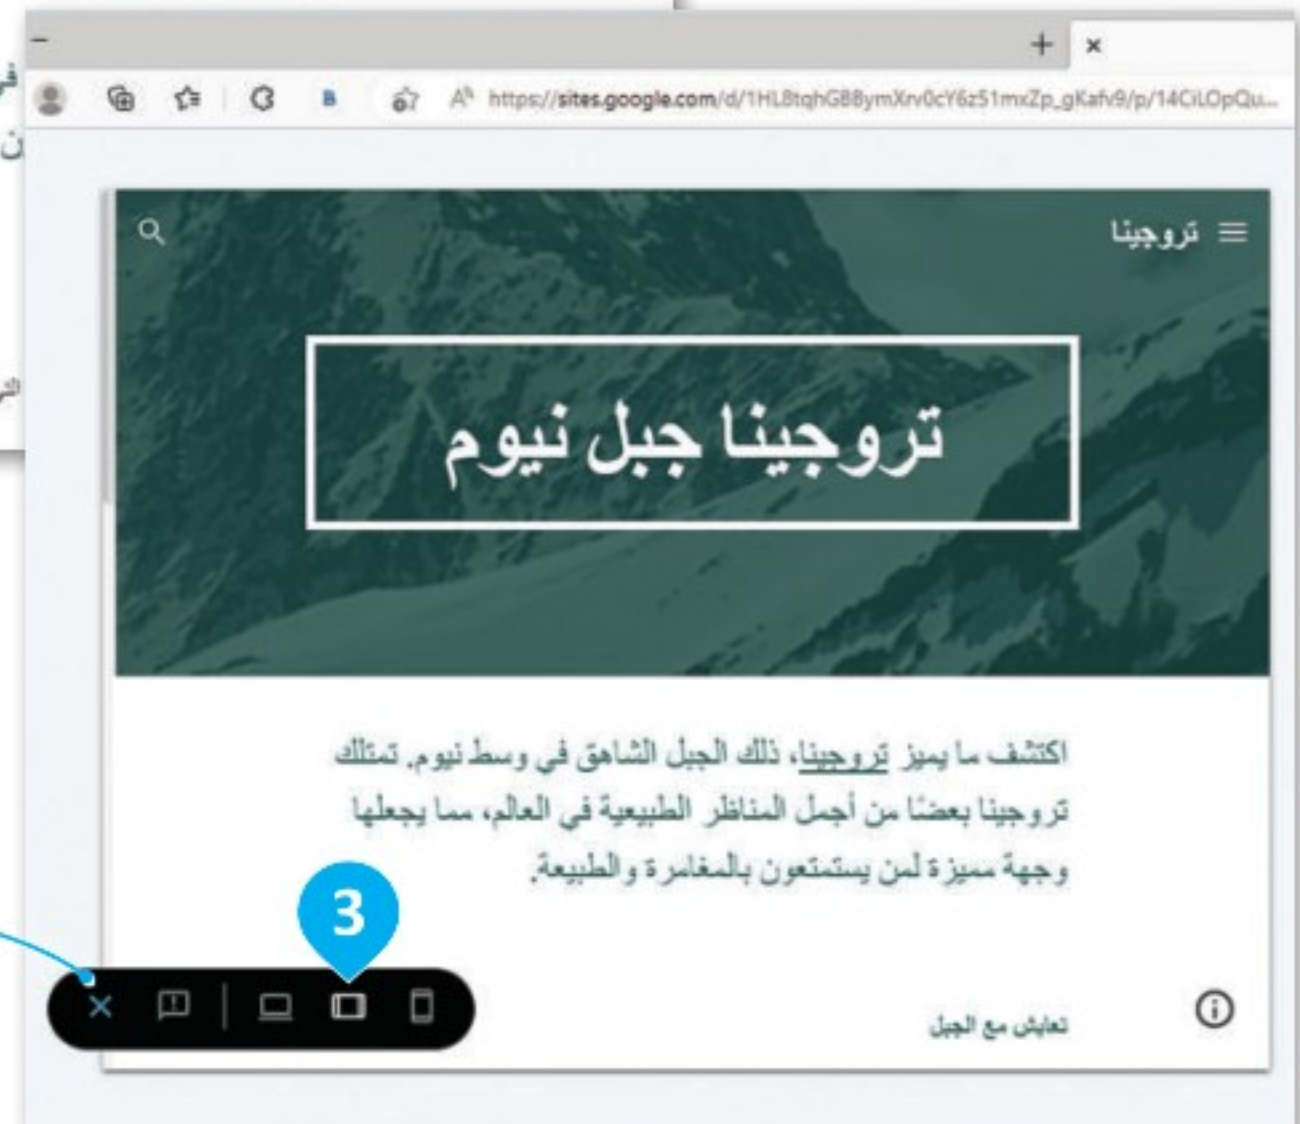 https://sites.google.com/d/1HL8tqhGBBymXrv0cY6z51mxZp_gKafv9/p/14CiLOpQu...
تروجينا
تروجينا جبل نيوم
اكتشف ما يميز تروجينا، ذلك الجبل الشاهق في وسط نيوم. تمتلك
تروجينا بعضًا من أجمل المناظر الطبيعية في العالم، مما يجعلها
وجهة مميزة لمن يستمتعون بالمغامرة والطبيعة.
3
تعايش مع الجبل